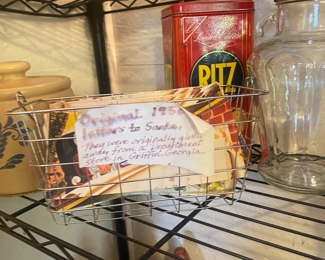 RITZ
Original 195
letters to Santa.
They were originally given
away from a Department
store in Griffin, Georgia.